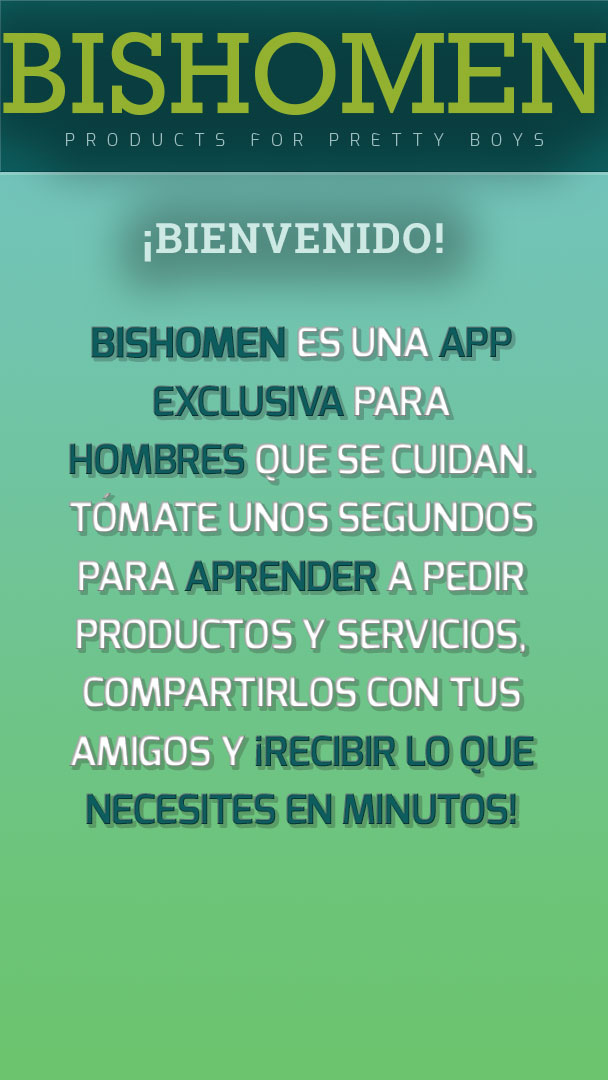 BISHOMEN
PRODUCTS FOR PRETTY BOYS
¡BIENVENIDO!
BISHOMEN ES UNA APP
EXCLUSIVA PARA
HOMBRES QUE SE CUIDAN.
TÓMATE UNOS SEGUNDOS
PARA APRENDER A PEDIR
PRODUCTOS Y SERVICIOS,
COMPARTIRLOS CON TUS
AMIGOS Y ¡RECIBIR LO QUE
NECESITES EN MINUTOS!